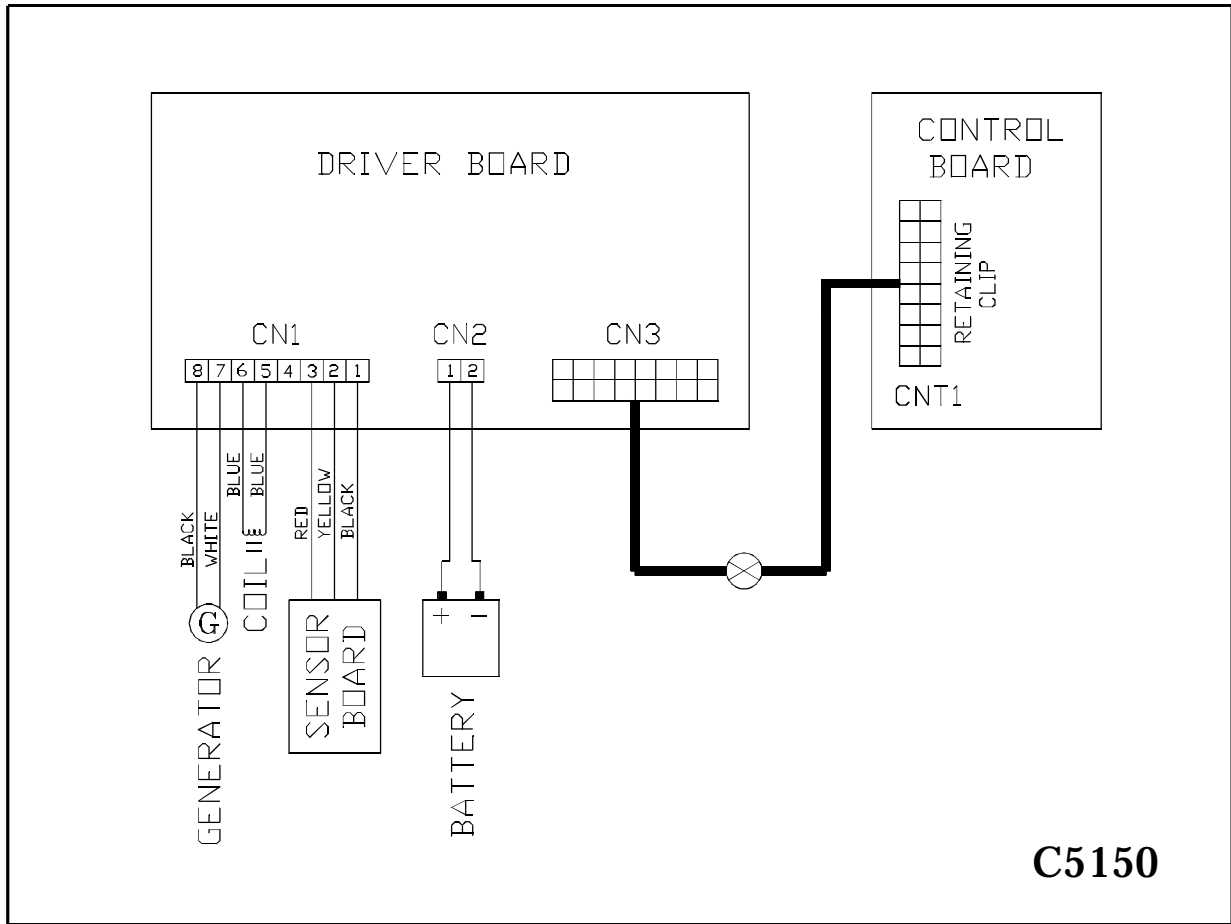 DRIVER BOARD
CONTROL
BOARD
RETAINING
CLIP
CNT1
CN1
CN2
CN3
8 7 6 5 4 3 2 1
1 2
BLACK
WHITE
BLUE
BLUE
RED
YELLOW
BLACK
G
GENERATOR
COIL
SENSOR
BOARD
+ −
BATTERY
C5150